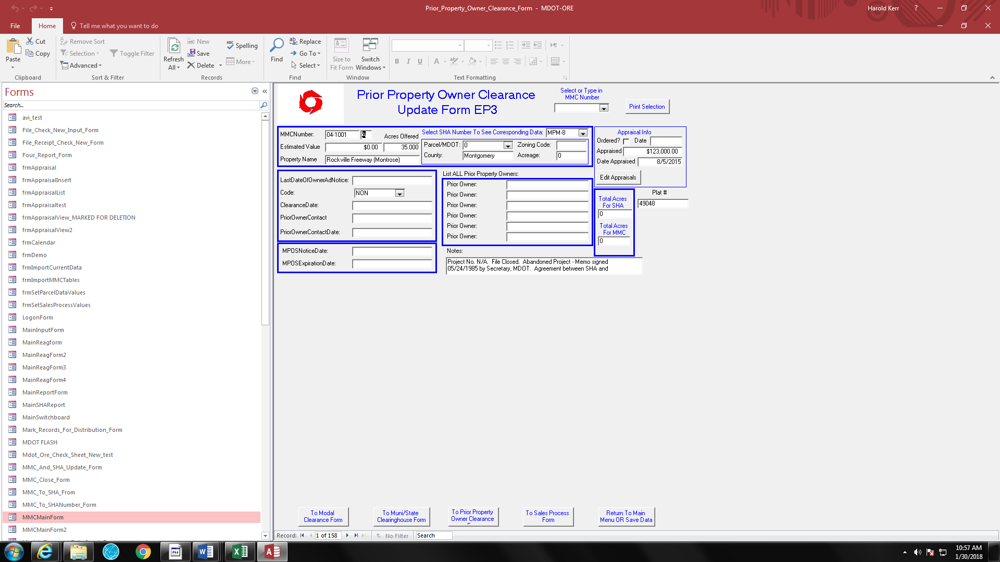 Prior_Property_Owner_Clearance_Form - MDOT-ORE
Harold Kerr
?
File
Home
Tell me what you want to do
Paste
Cut
Copy
Clipboard
Remove Sort
Selection
Toggle Filter
Advanced
Sort & Filter
Refresh
All
New
Save
Delete
Spelling
More
Records
Find
Replace
Go To
Select
Find
Size to
Fit Form
Switch
Windows
Window
B I U
A
Text Formatting
Forms
Search...
avi_test
File_Check_New_Input_Form
File_Receipt_Check_New_Form
Four_Report_Form
frmAppraisal
frmAppraisalInsert
frmAppraisalList
frmAppraisaltest
frmAppraisalView_MARKED FOR DELETION
frmAppraisalView2
frmCalendar
frmDemo
frmImportCurrentData
frmImportMMCTables
frmSetParcelDataValues
frmSetSalesProcessValues
LogonForm
MainInputForm
MainReagform
MainReagForm2
MainReagForm3
MainReagForm4
MainReportForm
MainSHAReport
MainSwitchboard
Mark_Records_For_Distribution_Form
MDOT FLASH
Mdot_Ore_Check_Sheet_New_test
MMC_And_SHA_Update_Form
MMC_Close_Form
MMC_To_SHA_From
MMC_To_SHANumber_Form
MMCMainForm
MMCMainForm2
Prior Property Owner Clearance
Update Form EP3
Select or Type in
MMC Number
Print Selection
MMCNumber: 04-1001 A
Acres Offered
Estimated Value $0.00 35.000
Property Name Rockville Freeway (Montrose)
Select SHA Number To See Corresponding Data: MPM-8
Parcel/MDOT: 0 Zoning Code:
County: Montgomery Acreage: 0
Appraisal Info
Ordered? Date
Appraised $123,000.00
Date Appraised 8/5/2015
Edit Appraisals
LastDateOfOwnerAdNotice:
Code: NON
ClearanceDate:
PriorOwnerContact
PriorOwnerContactDate:
MPOSNoticeDate:
MPOSExpirationDate:
List ALL Prior Property Owners:
Prior Owner:
Prior Owner:
Prior Owner:
Prior Owner:
Prior Owner:
Prior Owner:
Total Acres
For SHA
0
Total Acres
For MMC
0
Plat #
49048
Notes:
Project No. N/A. File Closed. Abandoned Project - Memo signed
05/24/1985 by Secretary, MDOT. Agreement between SHA and
To Modal
Clearance Form
To Muni/State
Clearinghouse Form
To Prior Property
Owner Clearance
To Sales Process
Form
Return To Main
Menu OR Save Data
Record: 1 of 158 No Filter Search
10:57 AM
1/30/2018